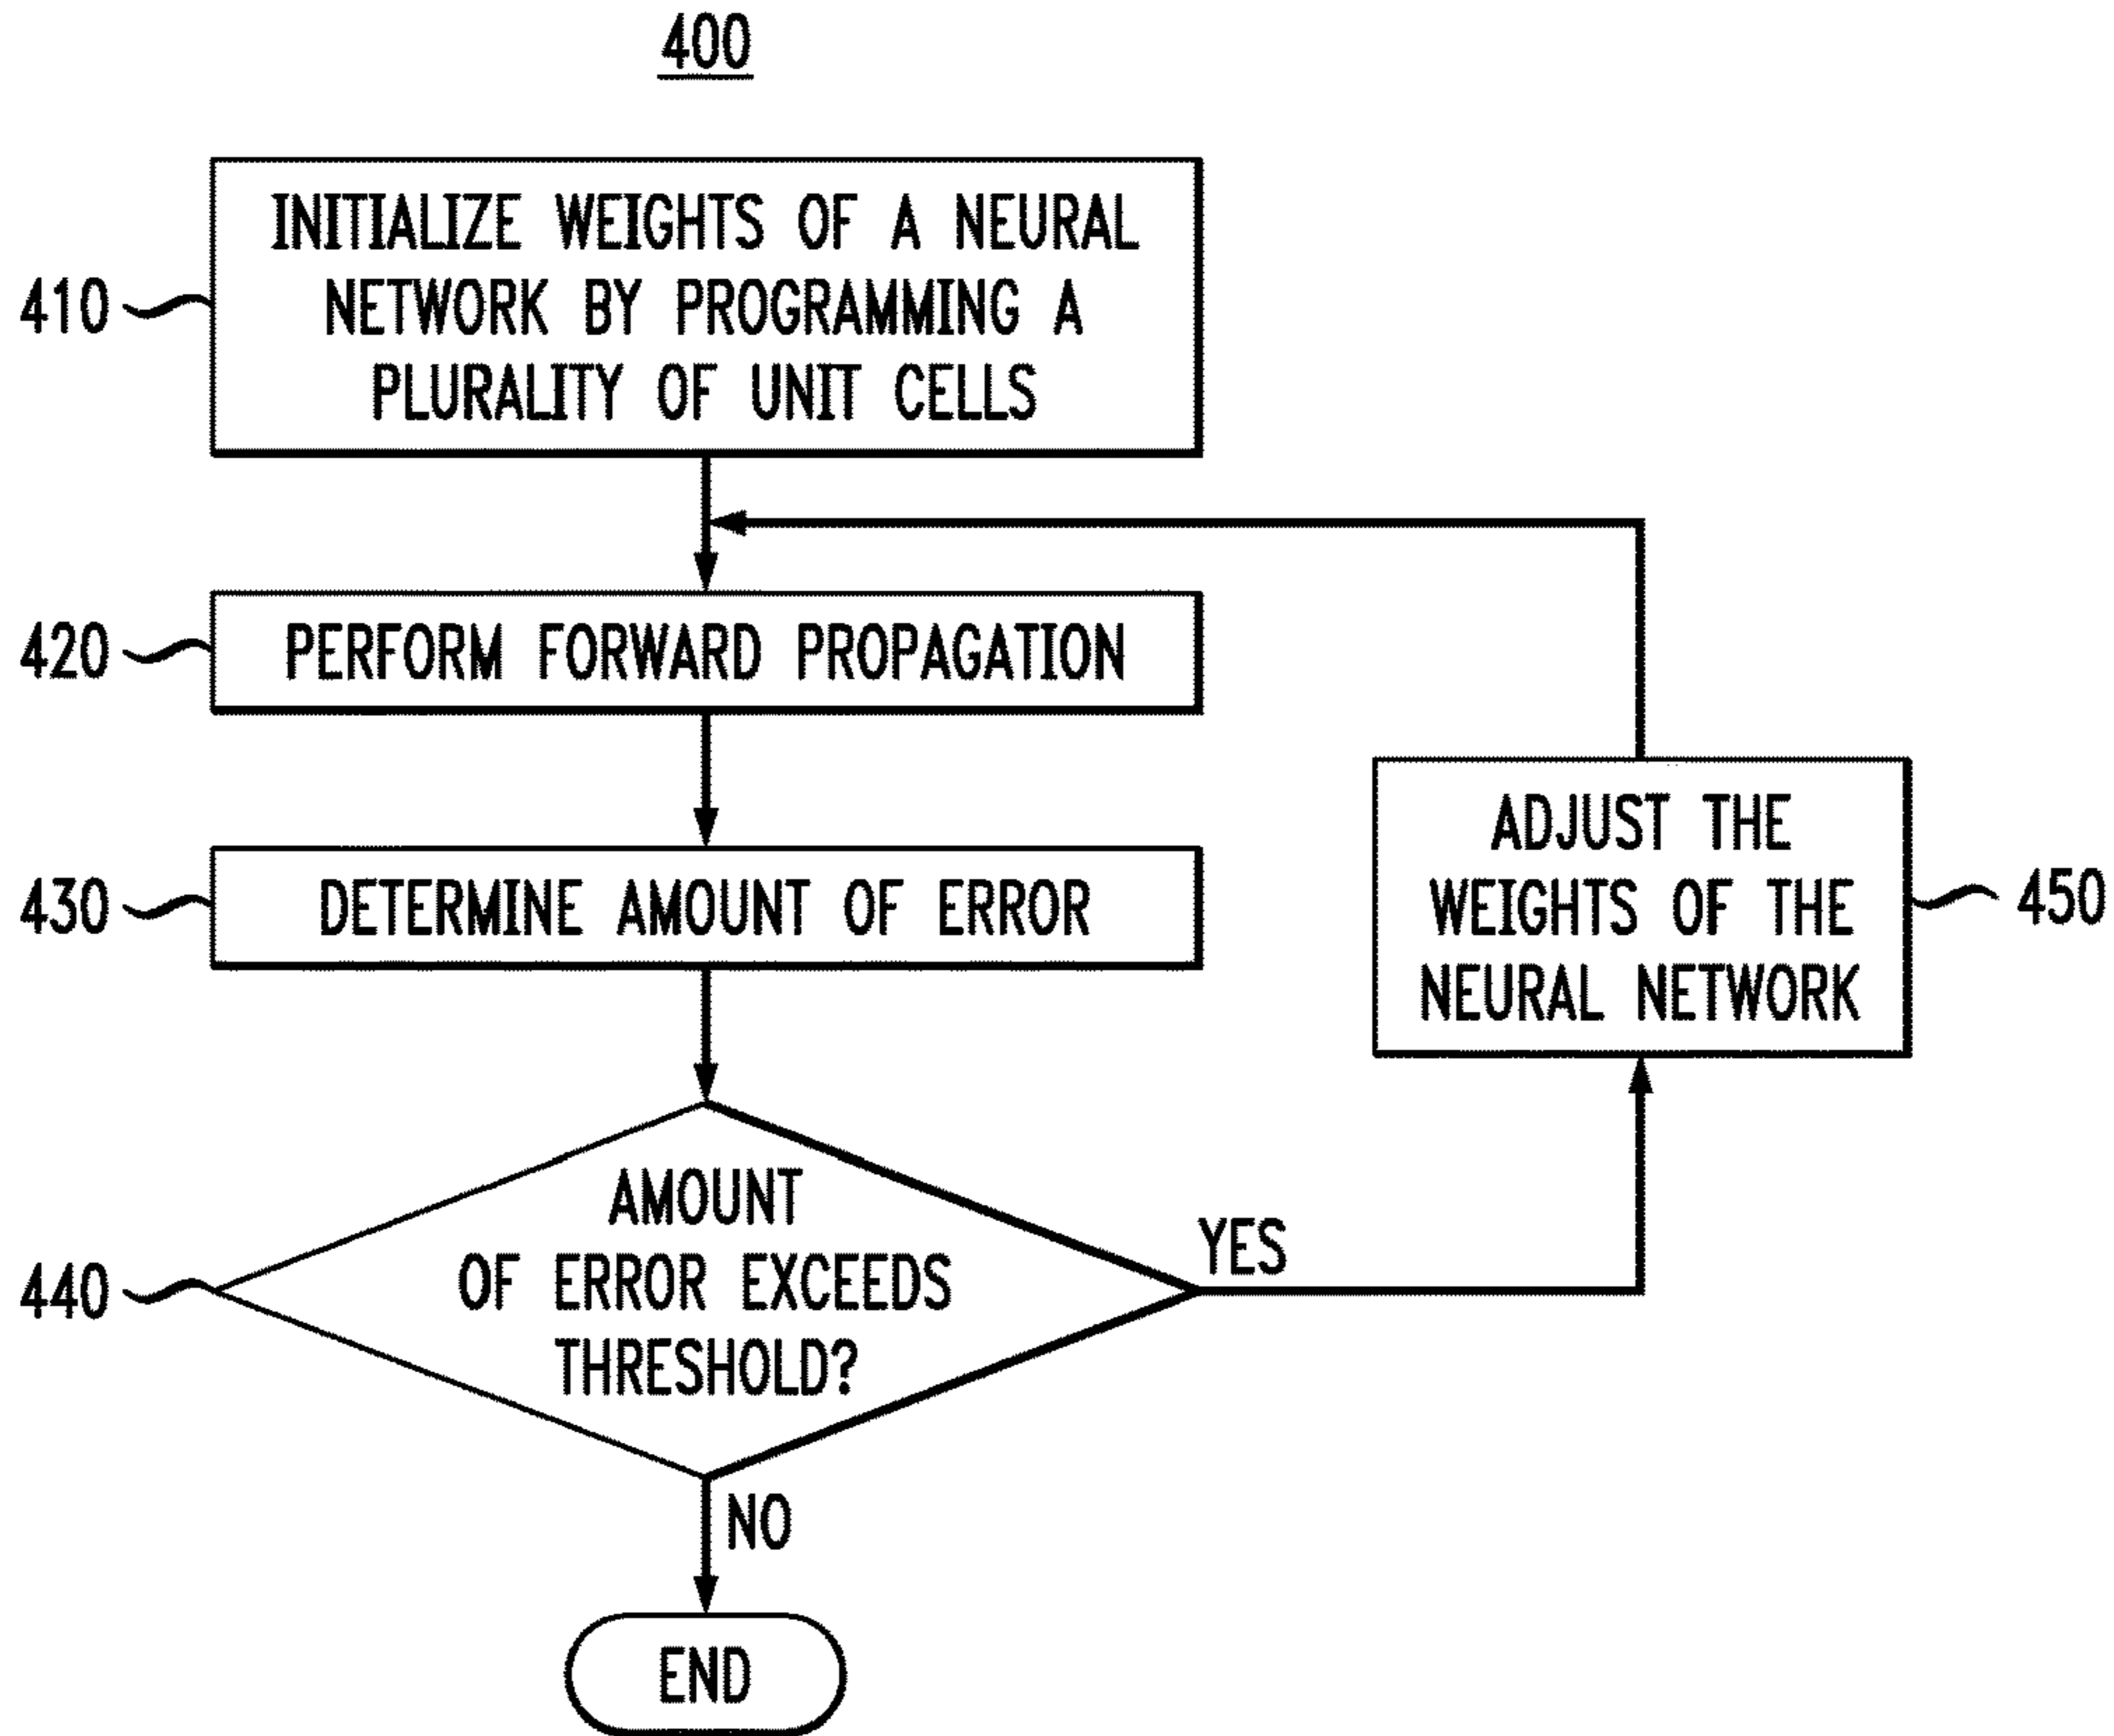 400
INITIALIZE WEIGHTS OF A NEURAL
410
NETWORK BY PROGRAMMING A
PLURALITY OF UNIT CELLS
420
PERFORM FORWARD PROPAGATION
430
DETERMINE AMOUNT OF ERROR
ADJUST THE
WEIGHTS OF THE
NEURAL NETWORK
450
440
AMOUNT
OF ERROR EXCEEDS
THRESHOLD?
YES
NO
END